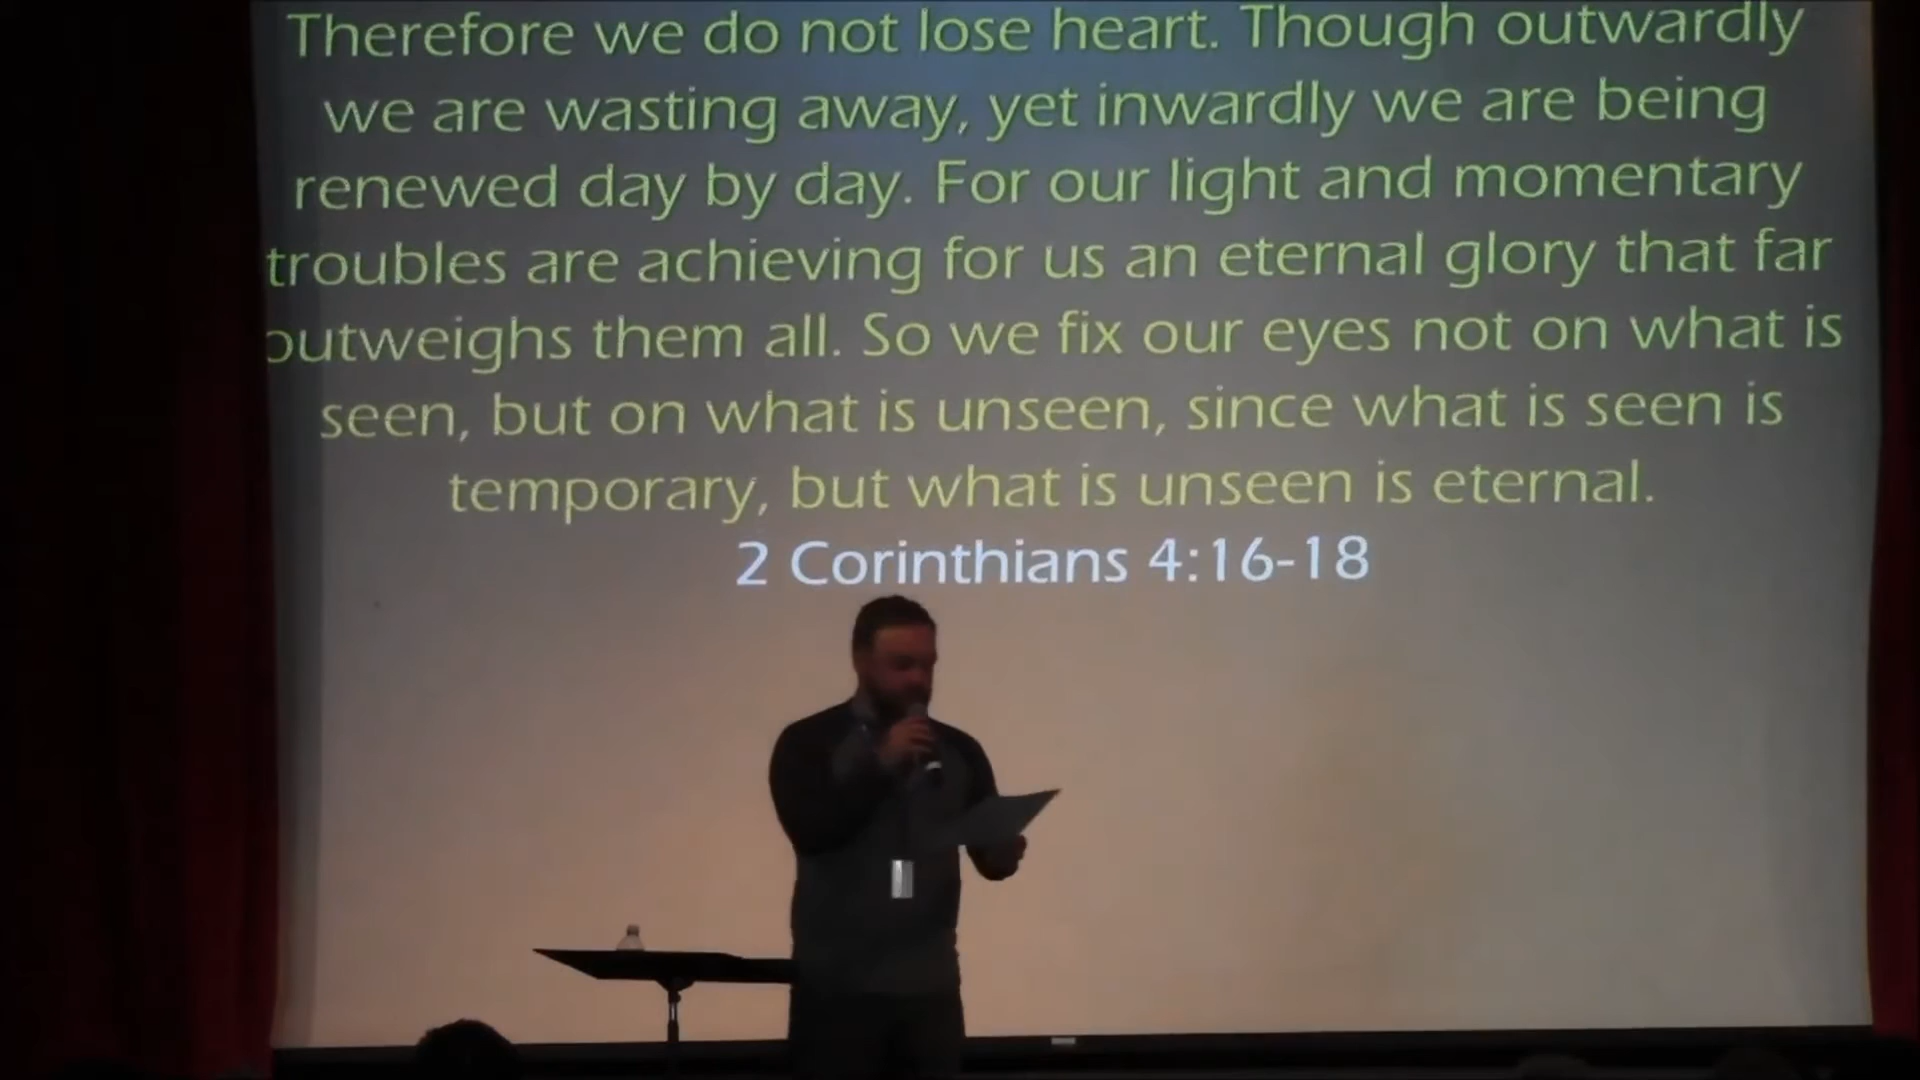 Therefore we do not lose heart. Though outwardly
we are wasting away, yet inwardly we are being
renewed day by day. For our light and momentary
troubles are achieving for us an eternal glory that far
outweighs them all. So we fix our eyes not on what is
seen, but on what is unseen, since what is seen is
temporary, but what is unseen is eternal.
2 Corinthians 4:16-18